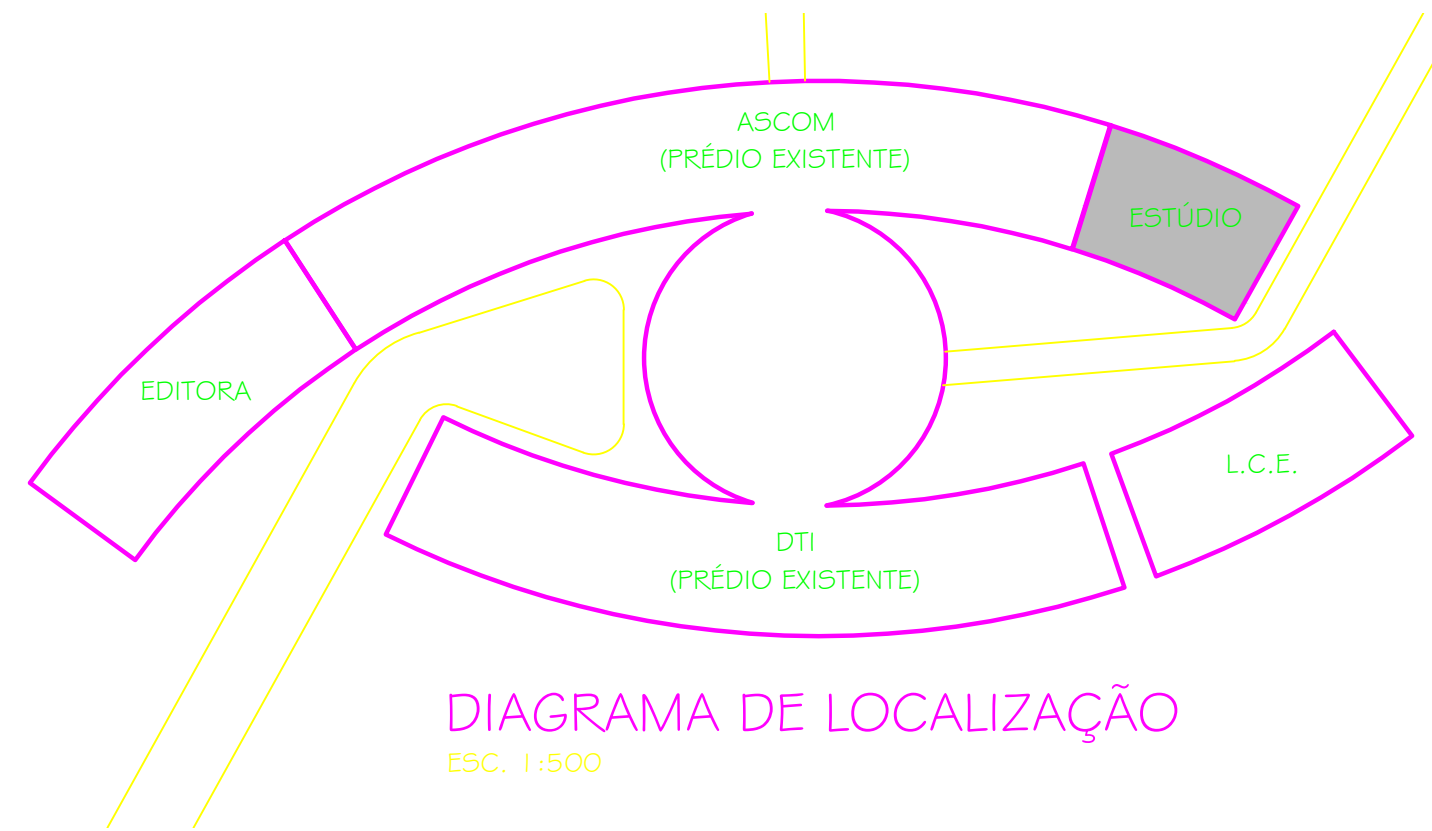 ASCOM
(PRÉDIO EXISTENTE)
ESTÚDIO
EDITORA
L.C.E.
DTI
(PRÉDIO EXISTENTE)
DIAGRAMA DE LOCALIZAÇÃO
ESC. 1:500